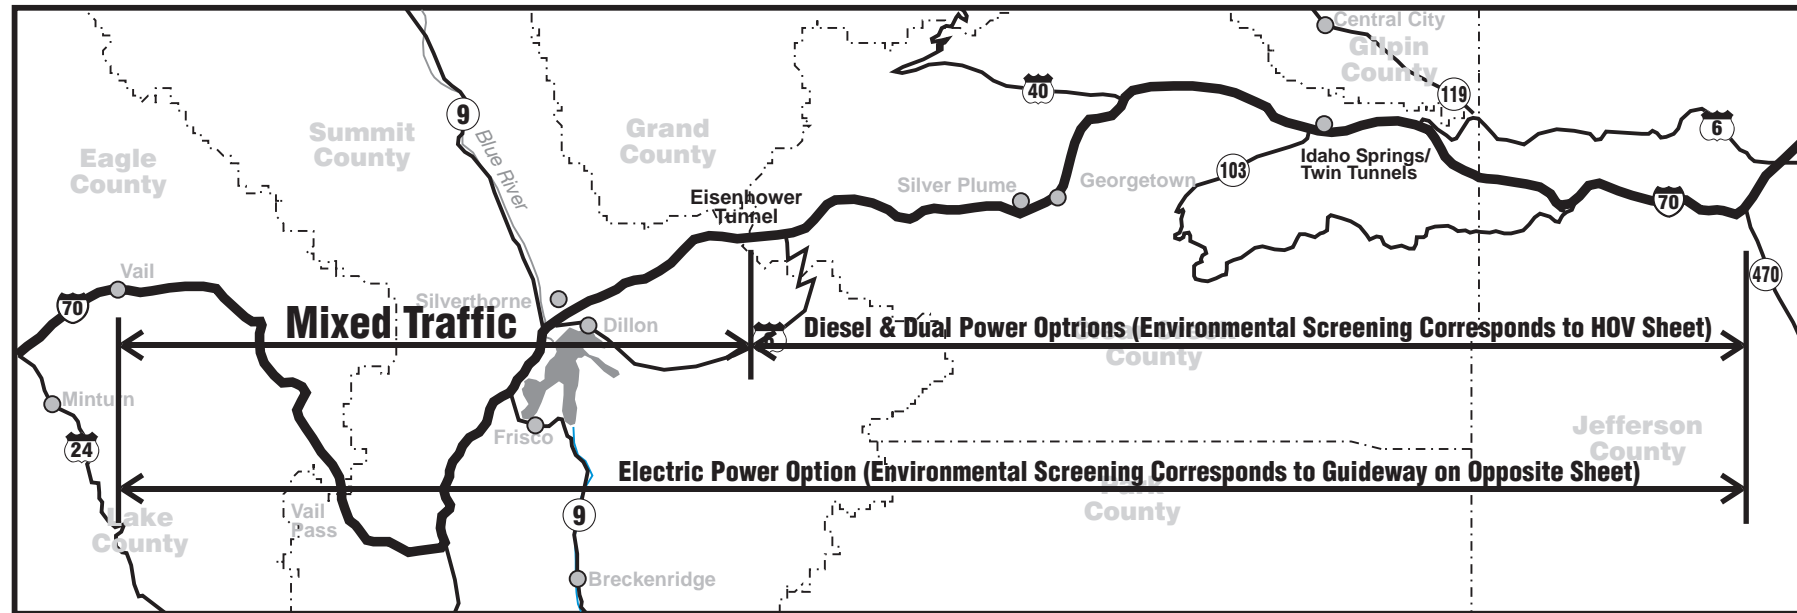 Central City
Gilpin
County
40
119
9
6
Summit
County
Grand
County
Eagle
County
Blue River
Idaho Springs/
Twin Tunnels
103
Silver Plume
Georgetown
Eisenhower
Tunnel
70
Vail
70
470
Silverthorne
Mixed Traffic
Dillon
Diesel & Dual Power Optrions (Environmental Screening Corresponds to HOV Sheet)
6
County
Minturn
24
Frisco
Jefferson
County
Electric Power Option (Environmental Screening Corresponds to Guideway on Opposite Sheet)
Park
County
Vail
Pass
9
Lake
County
Breckenridge